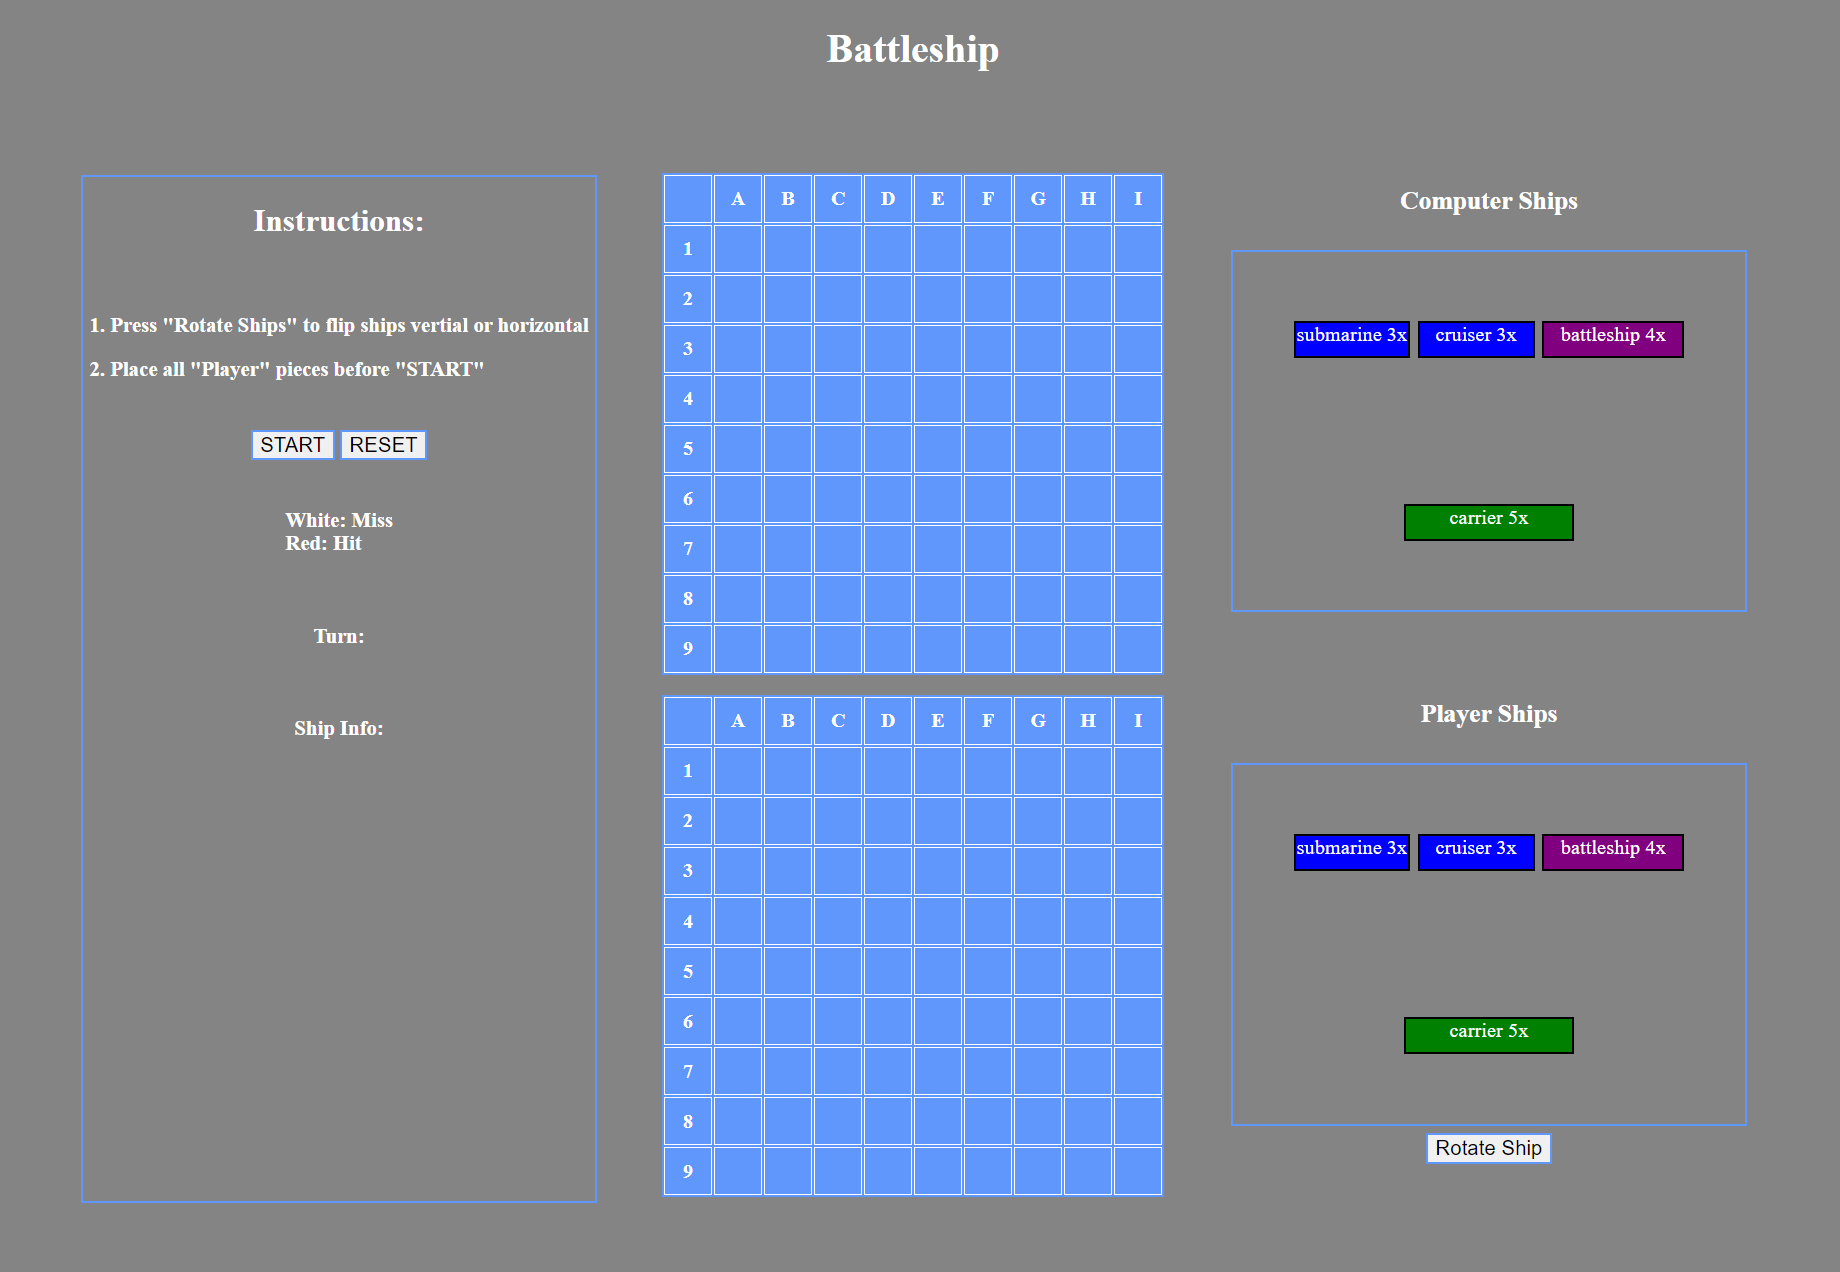 Battleship
Instructions:
1. Press "Rotate Ships" to flip ships vertial or horizontal
2. Place all "Player" pieces before "START"
START RESET
White: Miss
Red: Hit
Turn:
Ship Info:
A B C D E F G H I
1
2
3
4
5
6
7
8
9
A B C D E F G H I
1
2
3
4
5
6
7
8
9
Computer Ships
submarine 3x cruiser 3x battleship 4x
carrier 5x
Player Ships
submarine 3x cruiser 3x battleship 4x
carrier 5x
Rotate Ship